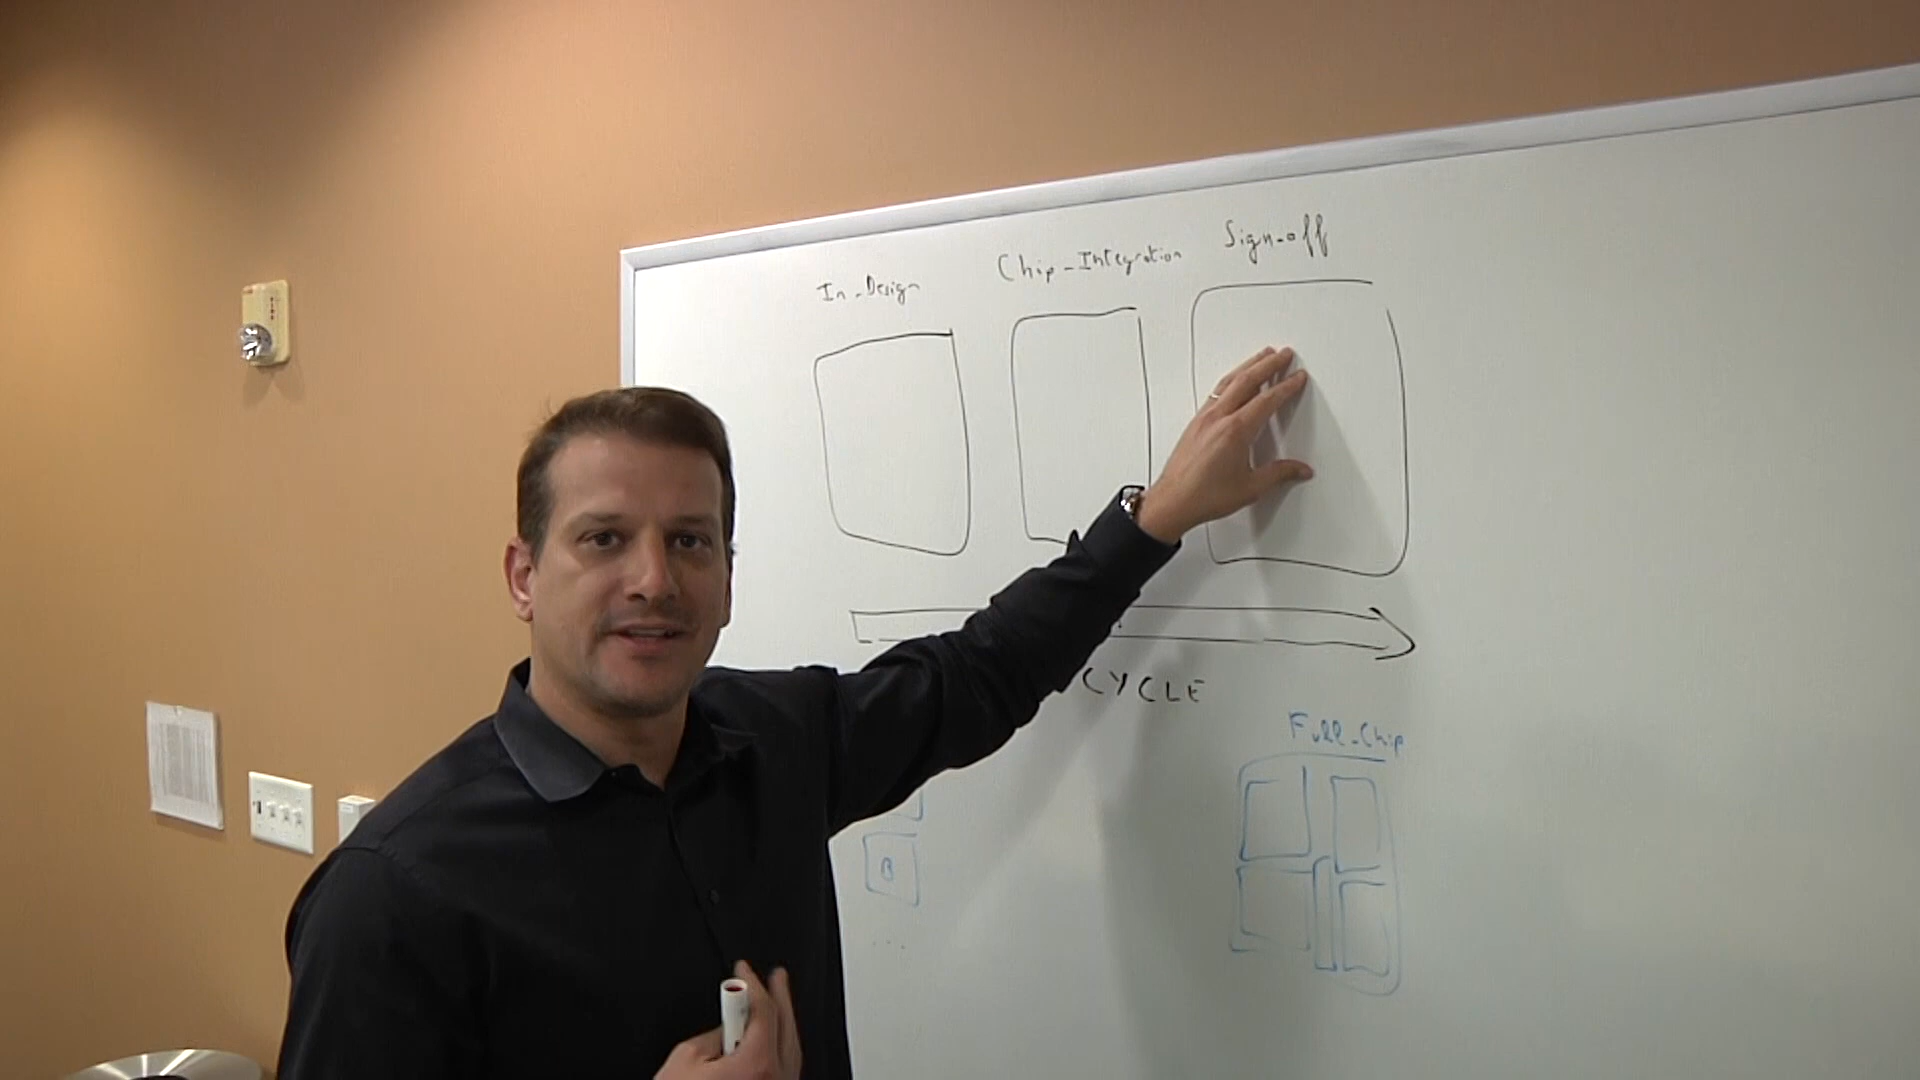 In-Design
Chip-Integration
Sign-off
CYCLE
Full-Chip
B
...